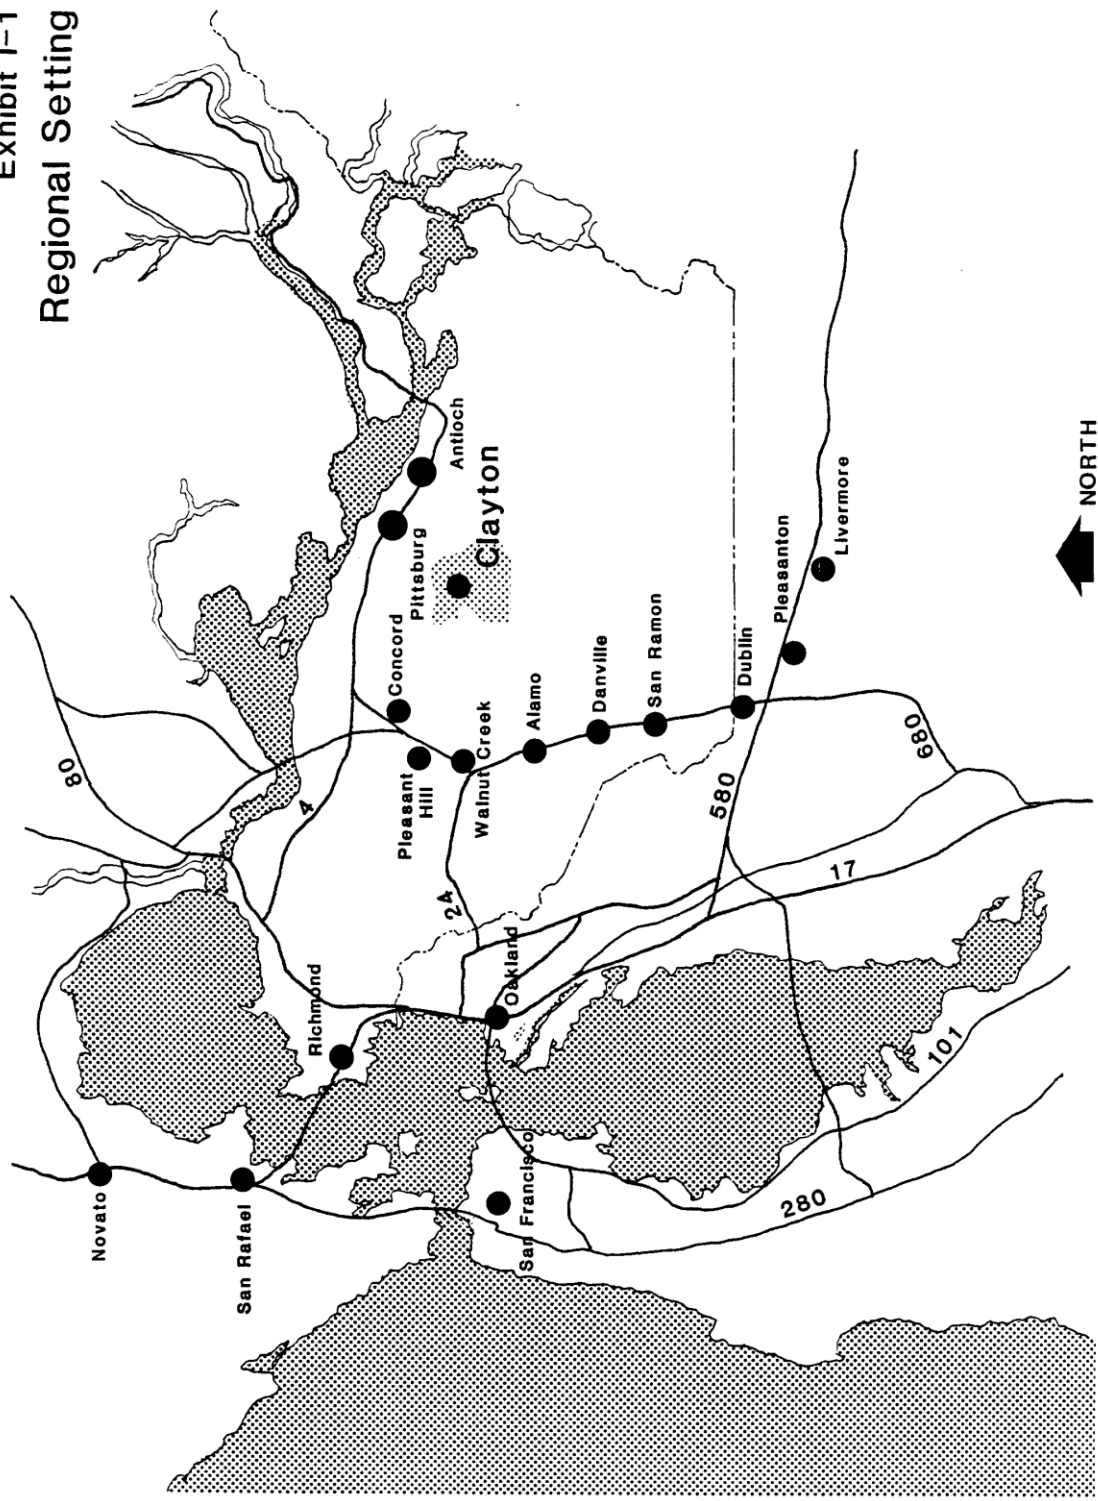 Exhibit I-1
Regional Setting
80
Novato
San Rafael
Richmond
4
Concord
Pleasant
Hill
Pittsburg
Antioch
Clayton
Walnut Creek
24
Oakland
San Francisco
Alamo
Danville
San Ramon
Dublin
Pleasanton
Livermore
580
680
17
101
280
NORTH